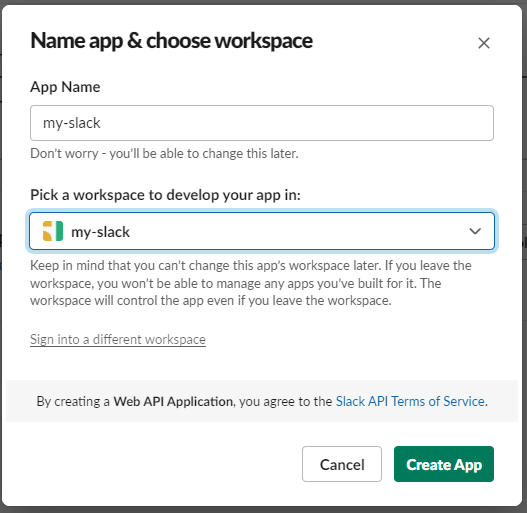 Name app & choose workspace
App Name
my-slack
Don't worry - you'll be able to change this later.
Pick a workspace to develop your app in:
my-slack
Keep in mind that you can't change this app's workspace later. If you leave the
workspace, you won't be able to manage any apps you've built for it. The
workspace will control the app even if you leave the workspace.
Sign into a different workspace
By creating a Web API Application, you agree to the Slack API Terms of Service.
Cancel
Create App